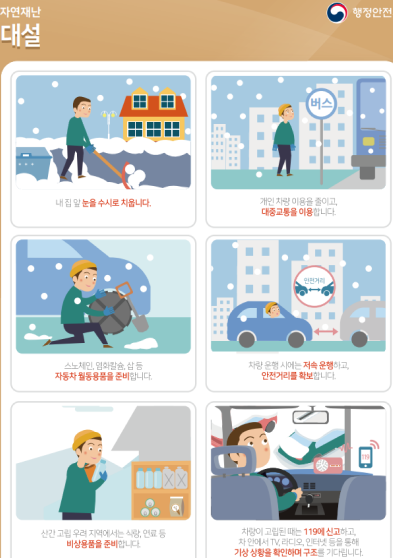 자연재난
대설
행정안전
내 집 앞 눈을 수시로 치웁니다.
버스
개인 차량 이용을 줄이고,
대중교통을 이용합니다.
스노체인, 염화칼슘, 삽 등
자동차 월동용품을 준비합니다.
안전거리
차량 운행 시에는 저속 운행하고,
안전거리를 확보합니다.
산간 고립 우려 지역에서는 식량, 연료 등
비상용품을 준비합니다.
119
차량이 고립된 때는 119에 신고하고,
차 안에서 TV, 라디오, 인터넷 등을 통해
기상 상황을 확인하며 구조를 기다립니다.